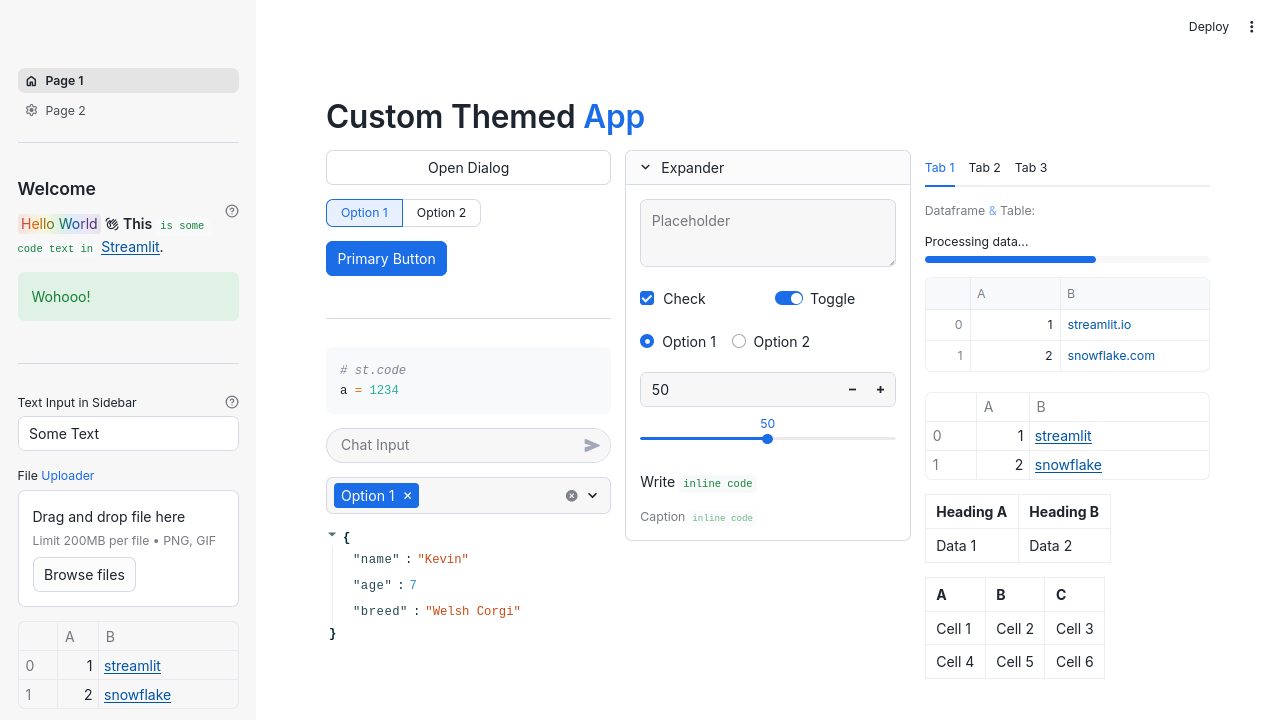 Deploy
Page 1
Page 2
Welcome
Hello World 👋 This is some
code text in Streamlit.
Wohooo!
Text Input in Sidebar
Some Text
File Uploader
Drag and drop file here
Limit 200MB per file • PNG, GIF
Browse files
A B
0 1 streamlit
1 2 snowflake
Custom Themed App
Open Dialog
Option 1 Option 2
Primary Button
# st.code
a = 1234
Chat Input
Option 1 ×
{
"name" : "Kevin"
"age" : 7
"breed" : "Welsh Corgi"
}
Expander
Placeholder
Check Toggle
Option 1 Option 2
50 − +
50
Write inline code
Caption inline code
Tab 1 Tab 2 Tab 3
Dataframe & Table:
Processing data...
A B
0 1 streamlit.io
1 2 snowflake.com
A B
0 1 streamlit
1 2 snowflake
Heading A Heading B
Data 1 Data 2
A B C
Cell 1 Cell 2 Cell 3
Cell 4 Cell 5 Cell 6